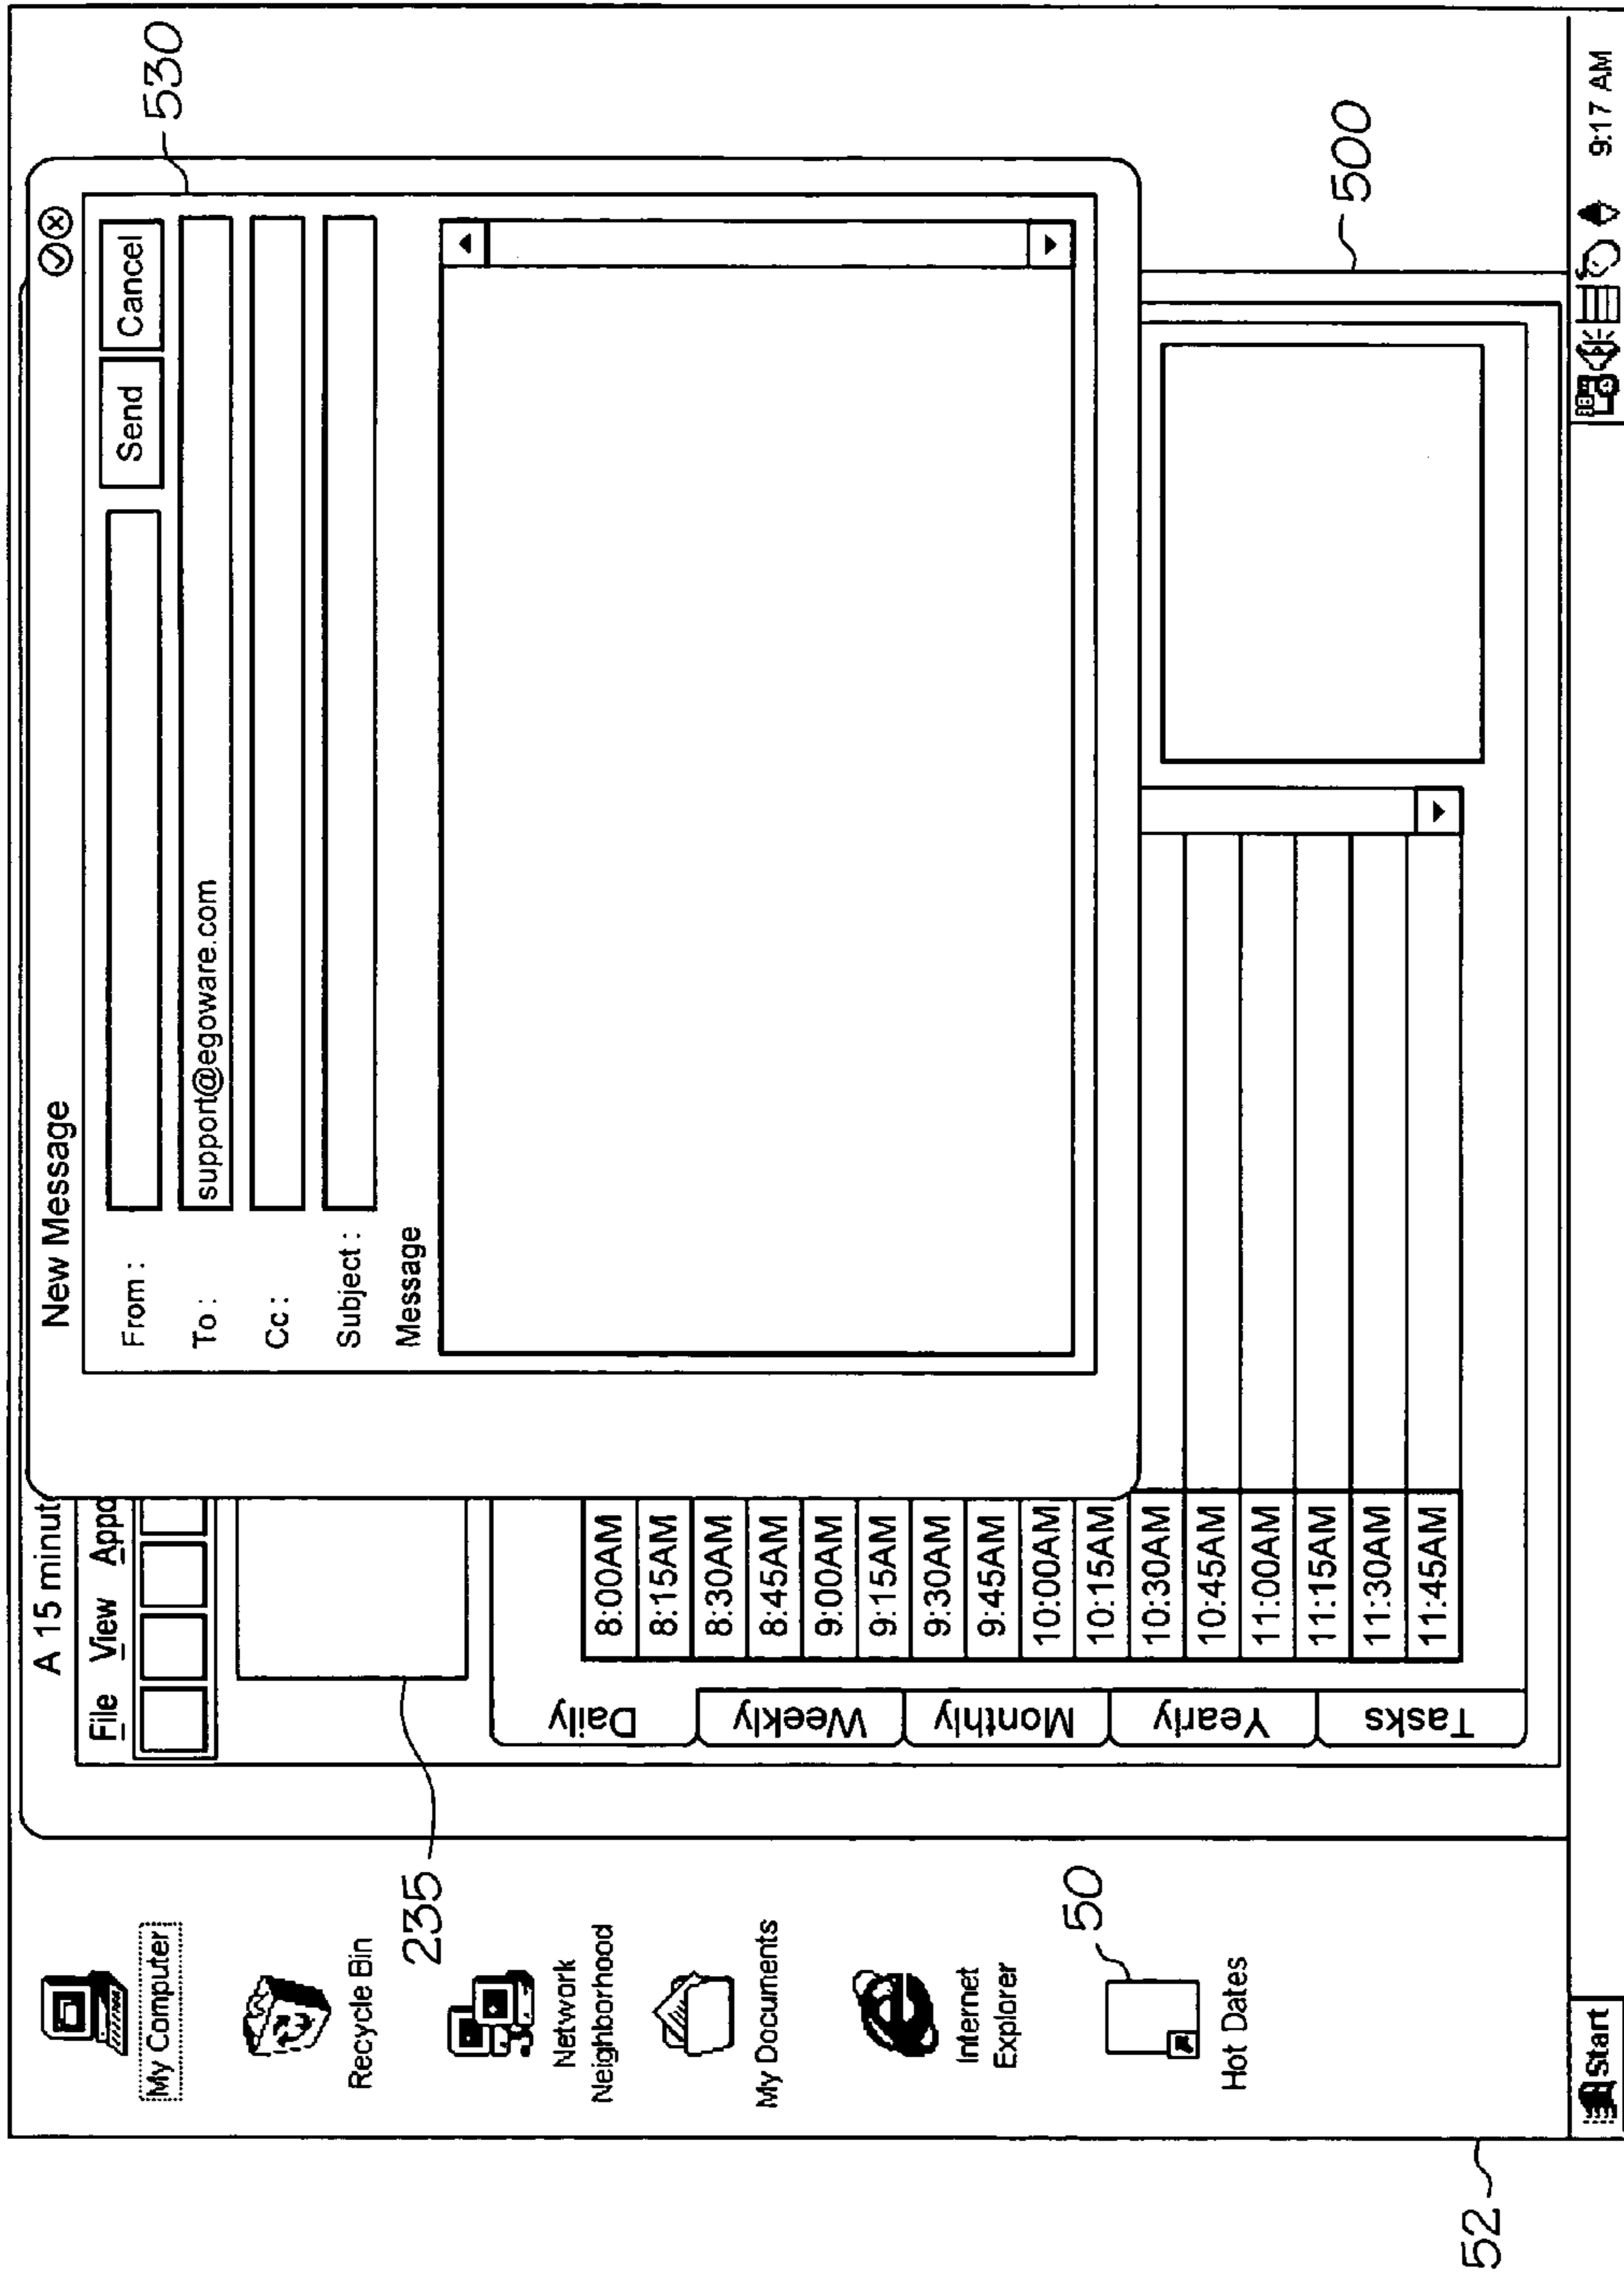 My Computer
Recycle Bin
Network
Neighborhood
My Documents
Internet
Explorer
Hot Dates
50
52
235
A 15 minut
File View Appo
Daily
Weekly
Monthly
Yearly
Tasks
8:00AM
8:15AM
8:30AM
8:45AM
9:00AM
9:15AM
9:30AM
9:45AM
10:00AM
10:15AM
10:30AM
10:45AM
11:00AM
11:15AM
11:30AM
11:45AM
New Message
From :
Send Cancel
To : support@egoware.com
Cc :
Subject :
Message
530
500
Start
9:17 AM